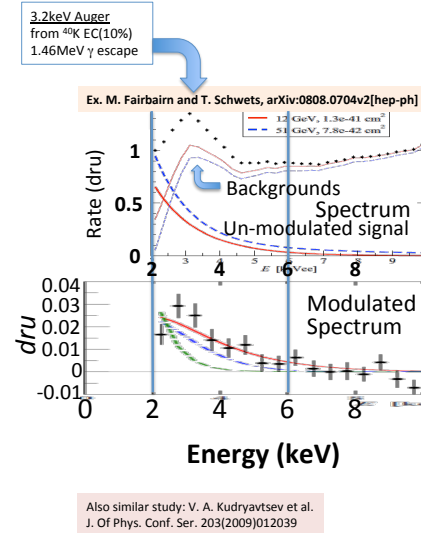 3.2keV Auger
from ⁴⁰K EC(10%)
1.46MeV γ escape
Ex. M. Fairbairn and T. Schwets, arXiv:0808.0704v2[hep-ph]
12 GeV, 1.3e-41 cm²
51 GeV, 7.8e-42 cm²
Rate (dru)
1
0.5
0
Backgrounds
Spectrum
Un-modulated signal
2 4 6 8
dru
0.04
0.03
0.02
0.01
0
-0.01
Modulated
Spectrum
0 2 4 6 8
Energy (keV)
Also similar study: V. A. Kudryavtsev et al.
J. Of Phys. Conf. Ser. 203(2009)012039